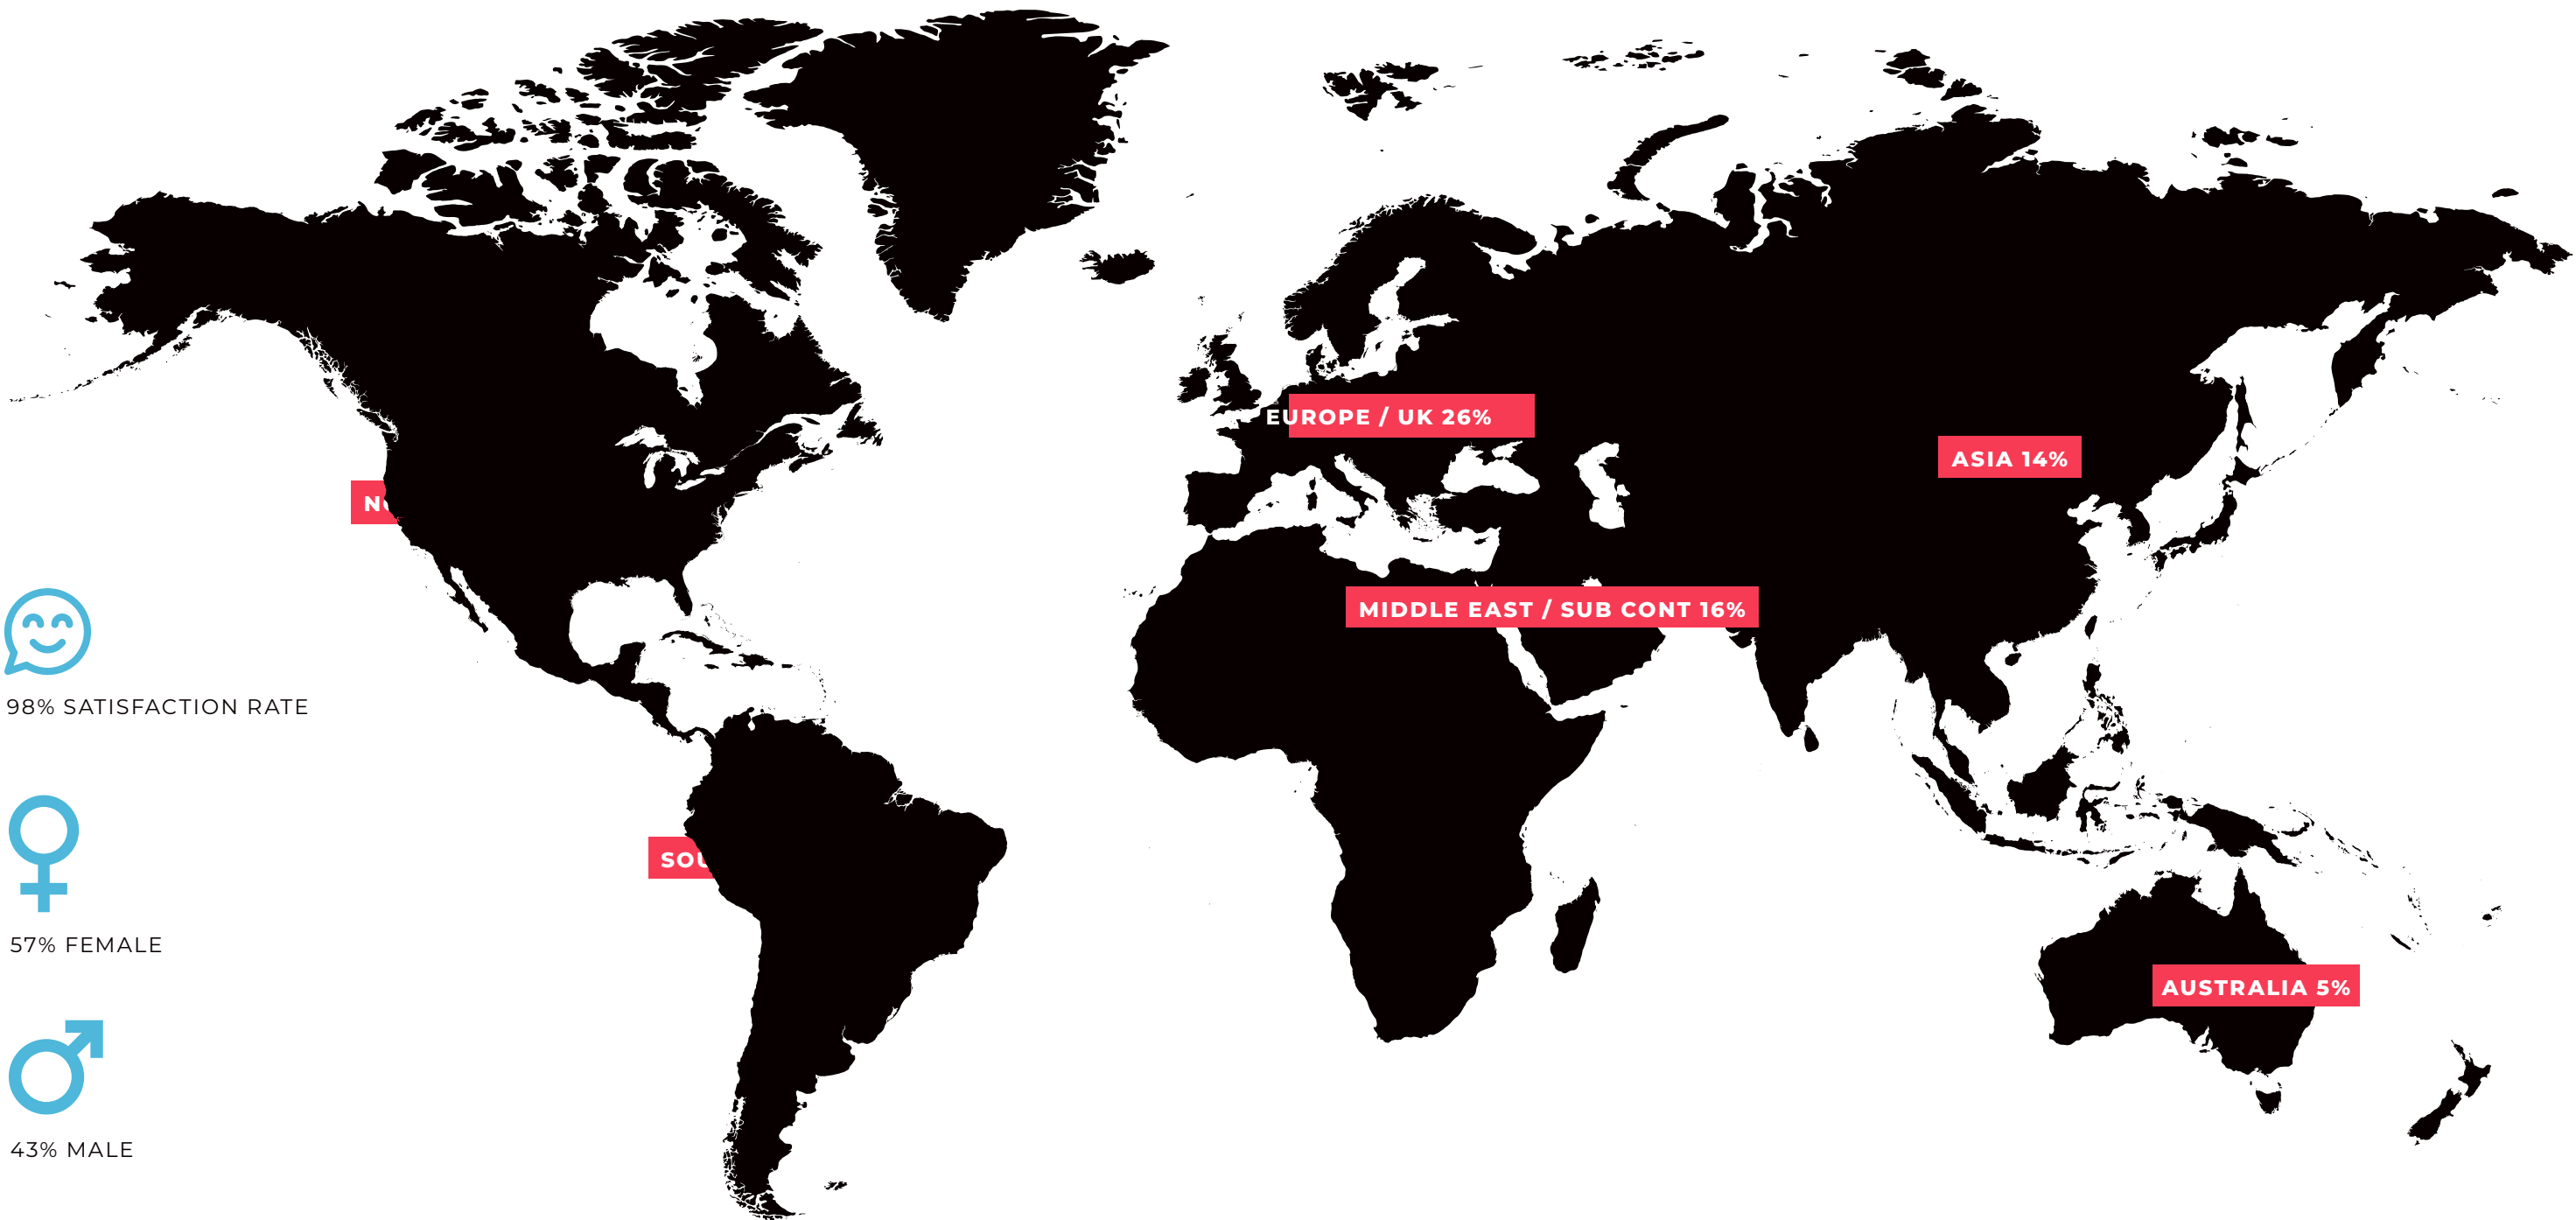 EUROPE / UK 26%
ASIA 14%
MIDDLE EAST / SUB CONT 16%
98% SATISFACTION RATE
57% FEMALE
AUSTRALIA 5%
43% MALE